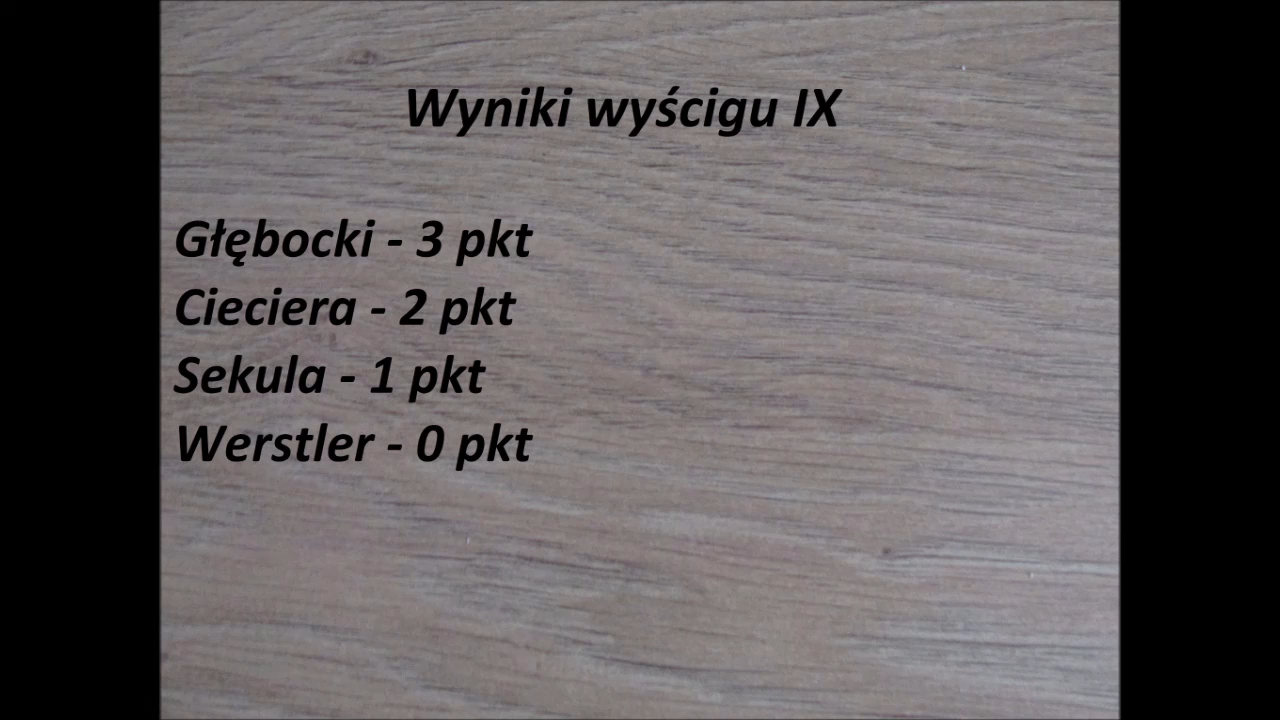 Wyniki wyścigu IX
Głębocki - 3 pkt
Cieciera - 2 pkt
Sekula - 1 pkt
Werstler - 0 pkt